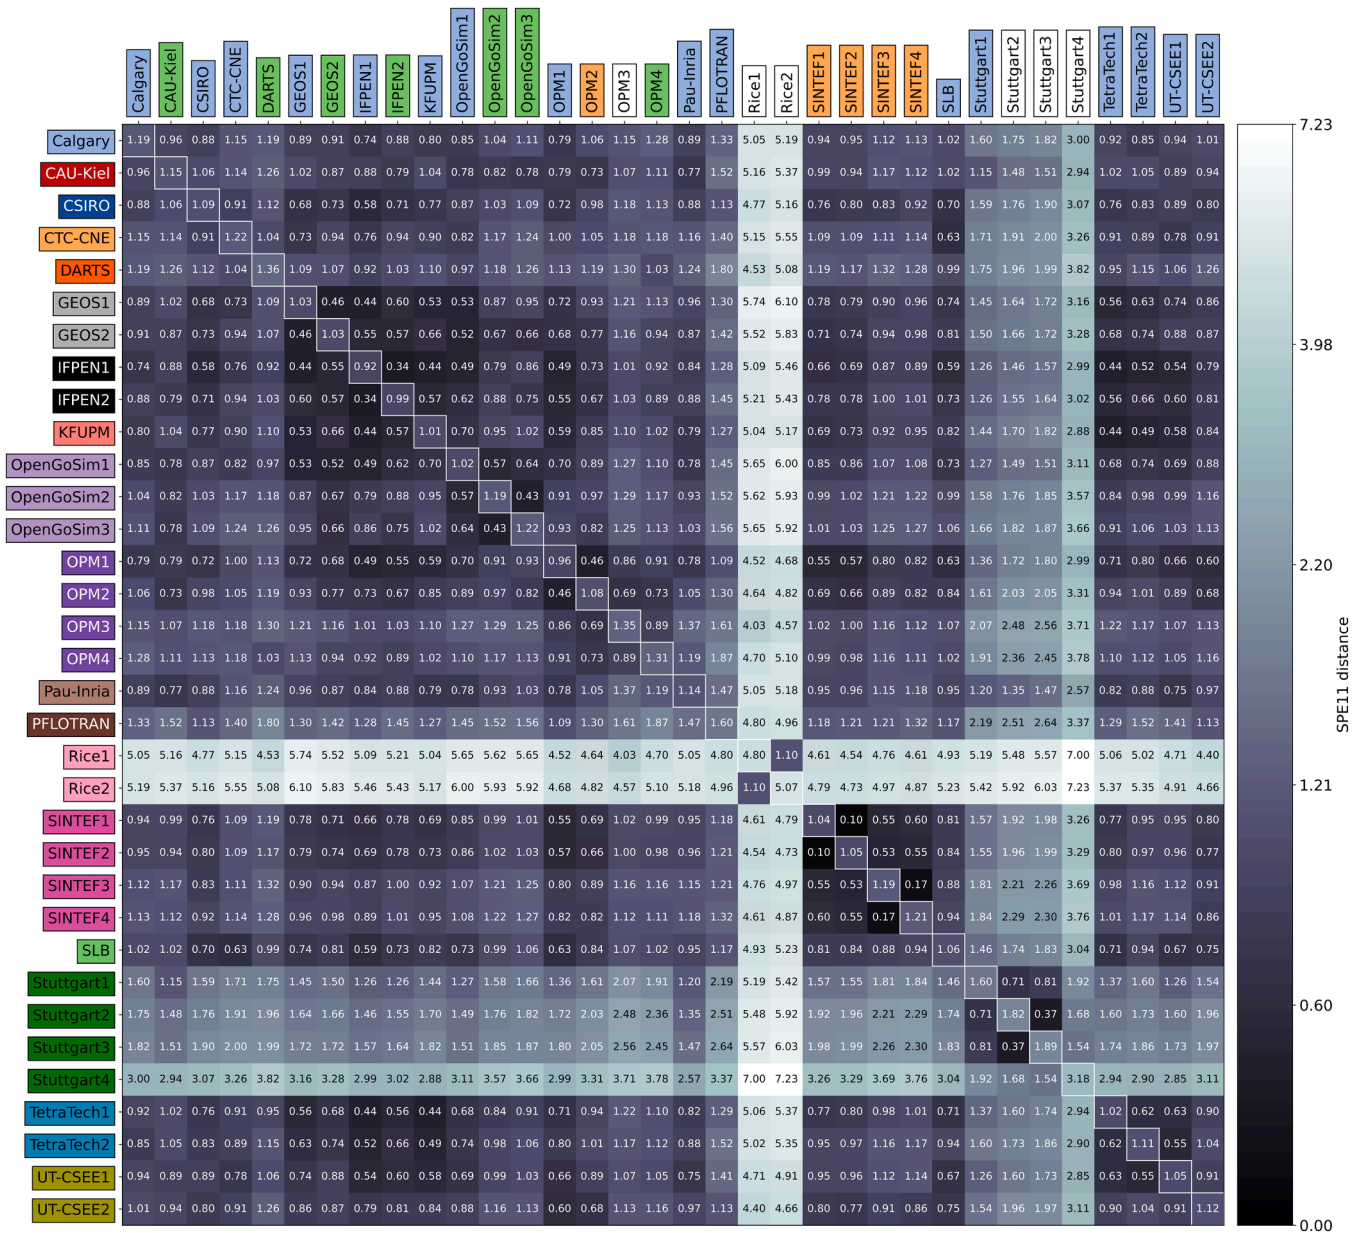 Calgary CAU-Kiel CSIRO CTC-CNE DARTS GEOS1 GEOS2 IFPEN1 IFPEN2 KFUPM OpenGoSim1 OpenGoSim2 OpenGoSim3 OPM1 OPM2 OPM3 OPM4 Pau-Inria PFLOTRAN Rice1 Rice2 SINTEF1 SINTEF2 SINTEF3 SINTEF4 SLB Stuttgart1 Stuttgart2 Stuttgart3 Stuttgart4 TetraTech1 TetraTech2 UT-CSEE1 UT-CSEE2
Calgary 1.19 0.96 0.88 1.15 1.19 0.89 0.91 0.74 0.88 0.80 0.85 1.04 1.11 0.79 1.06 1.15 1.28 0.89 1.33 5.05 5.19 0.94 0.95 1.12 1.13 1.02 1.60 1.75 1.82 3.00 0.92 0.85 0.94 1.01
CAU-Kiel 0.96 1.15 1.06 1.14 1.26 1.02 0.87 0.88 0.79 1.04 0.78 0.82 0.78 0.79 0.73 1.07 1.11 0.77 1.52 5.16 5.37 0.99 0.94 1.17 1.12 1.02 1.15 1.48 1.51 2.94 1.02 1.05 0.89 0.94
CSIRO 0.88 1.06 1.09 0.91 1.12 0.68 0.73 0.58 0.71 0.77 0.87 1.03 1.09 0.72 0.98 1.18 1.13 0.88 1.13 4.77 5.16 0.76 0.80 0.83 0.92 0.70 1.59 1.76 1.90 3.07 0.76 0.83 0.89 0.80
CTC-CNE 1.15 1.14 0.91 1.22 1.04 0.73 0.94 0.76 0.94 0.90 0.82 1.17 1.24 1.00 1.05 1.18 1.18 1.16 1.40 5.15 5.55 1.09 1.09 1.11 1.14 0.63 1.71 1.91 2.00 3.26 0.91 0.89 0.78 0.91
DARTS 1.19 1.26 1.12 1.04 1.36 1.09 1.07 0.92 1.03 1.10 0.97 1.18 1.26 1.13 1.19 1.30 1.03 1.24 1.80 4.53 5.08 1.19 1.17 1.32 1.28 0.99 1.75 1.96 1.99 3.82 0.95 1.15 1.06 1.26
GEOS1 0.89 1.02 0.68 0.73 1.09 1.03 0.46 0.44 0.60 0.53 0.53 0.87 0.95 0.72 0.93 1.21 1.13 0.96 1.30 5.74 6.10 0.78 0.79 0.90 0.96 0.74 1.45 1.64 1.72 3.16 0.56 0.63 0.74 0.86
GEOS2 0.91 0.87 0.73 0.94 1.07 0.46 1.03 0.55 0.57 0.66 0.52 0.67 0.66 0.68 0.77 1.16 0.94 0.87 1.42 5.52 5.83 0.71 0.74 0.94 0.98 0.81 1.50 1.66 1.72 3.28 0.68 0.74 0.88 0.87
IFPEN1 0.74 0.88 0.58 0.76 0.92 0.44 0.55 0.92 0.34 0.44 0.49 0.79 0.86 0.49 0.73 1.01 0.92 0.84 1.28 5.09 5.46 0.66 0.69 0.87 0.89 0.59 1.26 1.46 1.57 2.99 0.44 0.52 0.54 0.79
IFPEN2 0.88 0.79 0.71 0.94 1.03 0.60 0.57 0.34 0.99 0.57 0.62 0.88 0.75 0.55 0.67 1.03 0.89 0.88 1.45 5.21 5.43 0.78 0.78 1.00 1.01 0.73 1.26 1.55 1.64 3.02 0.56 0.66 0.60 0.81
KFUPM 0.80 1.04 0.77 0.90 1.10 0.53 0.66 0.44 0.57 1.01 0.70 0.95 1.02 0.59 0.85 1.10 1.02 0.79 1.27 5.04 5.17 0.69 0.73 0.92 0.95 0.82 1.44 1.70 1.82 2.88 0.44 0.49 0.58 0.84
OpenGoSim1 0.85 0.78 0.87 0.82 0.97 0.53 0.52 0.49 0.62 0.70 1.02 0.57 0.64 0.70 0.89 1.27 1.10 0.78 1.45 5.65 6.00 0.85 0.86 1.07 1.08 0.73 1.27 1.49 1.51 3.11 0.68 0.74 0.69 0.88
OpenGoSim2 1.04 0.82 1.03 1.17 1.18 0.87 0.67 0.79 0.88 0.95 0.57 1.19 0.43 0.91 0.97 1.29 1.17 0.93 1.52 5.62 5.93 0.99 1.02 1.21 1.22 0.99 1.58 1.76 1.85 3.57 0.84 0.98 0.99 1.16
OpenGoSim3 1.11 0.78 1.09 1.24 1.26 0.95 0.66 0.86 0.75 1.02 0.64 0.43 1.22 0.93 0.82 1.25 1.13 1.03 1.56 5.65 5.92 1.01 1.03 1.25 1.27 1.06 1.66 1.82 1.87 3.66 0.91 1.06 1.03 1.13
OPM1 0.79 0.79 0.72 1.00 1.13 0.72 0.68 0.49 0.55 0.59 0.70 0.91 0.93 0.96 0.46 0.86 0.91 0.78 1.09 4.52 4.68 0.55 0.57 0.80 0.82 0.63 1.36 1.72 1.80 2.99 0.71 0.80 0.66 0.60
OPM2 1.06 0.73 0.98 1.05 1.19 0.93 0.77 0.73 0.67 0.85 0.89 0.97 0.82 0.46 1.08 0.69 0.73 1.05 1.30 4.64 4.82 0.69 0.66 0.89 0.82 0.84 1.61 2.03 2.05 3.31 0.94 1.01 0.89 0.68
OPM3 1.15 1.07 1.18 1.18 1.30 1.21 1.16 1.01 1.03 1.10 1.27 1.29 1.25 0.86 0.69 1.35 0.89 1.37 1.61 4.03 4.57 1.02 1.00 1.16 1.12 1.07 2.07 2.48 2.56 3.71 1.22 1.17 1.07 1.13
OPM4 1.28 1.11 1.13 1.18 1.03 1.13 0.94 0.92 0.89 1.02 1.10 1.17 1.13 0.91 0.73 0.89 1.31 1.19 1.87 4.70 5.10 0.99 0.98 1.16 1.11 1.02 1.91 2.36 2.45 3.78 1.10 1.12 1.05 1.16
Pau-Inria 0.89 0.77 0.88 1.16 1.24 0.96 0.87 0.84 0.88 0.79 0.78 0.93 1.03 0.78 1.05 1.37 1.19 1.14 1.47 5.05 5.18 0.95 0.96 1.15 1.18 0.95 1.20 1.35 1.47 2.57 0.82 0.88 0.75 0.97
PFLOTRAN 1.33 1.52 1.13 1.40 1.80 1.30 1.42 1.28 1.45 1.27 1.45 1.52 1.56 1.09 1.30 1.61 1.87 1.47 1.60 4.80 4.96 1.18 1.21 1.21 1.32 1.17 2.19 2.51 2.64 3.37 1.29 1.52 1.41 1.13
Rice1 5.05 5.16 4.77 5.15 4.53 5.74 5.52 5.09 5.21 5.04 5.65 5.62 5.65 4.52 4.64 4.03 4.70 5.05 4.80 4.80 1.10 4.61 4.54 4.76 4.61 4.93 5.19 5.48 5.57 7.00 5.06 5.02 4.71 4.40
Rice2 5.19 5.37 5.16 5.55 5.08 6.10 5.83 5.46 5.43 5.17 6.00 5.93 5.92 4.68 4.82 4.57 5.10 5.18 4.96 1.10 5.07 4.79 4.73 4.97 4.87 5.23 5.42 5.92 6.03 7.23 5.37 5.35 4.91 4.66
SINTEF1 0.94 0.99 0.76 1.09 1.19 0.78 0.71 0.66 0.78 0.69 0.85 0.99 1.01 0.55 0.69 1.02 0.99 0.95 1.18 4.61 4.79 1.04 0.10 0.55 0.60 0.81 1.57 1.92 1.98 3.26 0.77 0.95 0.95 0.80
SINTEF2 0.95 0.94 0.80 1.09 1.17 0.79 0.74 0.69 0.78 0.73 0.86 1.02 1.03 0.57 0.66 1.00 0.98 0.96 1.21 4.54 4.73 0.10 1.05 0.53 0.55 0.84 1.55 1.96 1.99 3.29 0.80 0.97 0.96 0.77
SINTEF3 1.12 1.17 0.83 1.11 1.32 0.90 0.94 0.87 1.00 0.92 1.07 1.21 1.25 0.80 0.89 1.16 1.16 1.15 1.21 4.76 4.97 0.55 0.53 1.19 0.17 0.88 1.81 2.21 2.26 3.69 0.98 1.16 1.12 0.91
SINTEF4 1.13 1.12 0.92 1.14 1.28 0.96 0.98 0.89 1.01 0.95 1.08 1.22 1.27 0.82 0.82 1.12 1.11 1.18 1.32 4.61 4.87 0.60 0.55 0.17 1.21 0.94 1.84 2.29 2.30 3.76 1.01 1.17 1.14 0.86
SLB 1.02 1.02 0.70 0.63 0.99 0.74 0.81 0.59 0.73 0.82 0.73 0.99 1.06 0.63 0.84 1.07 1.02 0.95 1.17 4.93 5.23 0.81 0.84 0.88 0.94 1.06 1.46 1.74 1.83 3.04 0.71 0.94 0.67 0.75
Stuttgart1 1.60 1.15 1.59 1.71 1.75 1.45 1.50 1.26 1.26 1.44 1.27 1.58 1.66 1.36 1.61 2.07 1.91 1.20 2.19 5.19 5.42 1.57 1.55 1.81 1.84 1.46 1.60 0.71 0.81 1.92 1.37 1.60 1.26 1.54
Stuttgart2 1.75 1.48 1.76 1.91 1.96 1.64 1.66 1.46 1.55 1.70 1.49 1.76 1.82 1.72 2.03 2.48 2.36 1.35 2.51 5.48 5.92 1.92 1.96 2.21 2.29 1.74 0.71 1.82 0.37 1.68 1.60 1.73 1.60 1.96
Stuttgart3 1.82 1.51 1.90 2.00 1.99 1.72 1.72 1.57 1.64 1.82 1.51 1.85 1.87 1.80 2.05 2.56 2.45 1.47 2.64 5.57 6.03 1.98 1.99 2.26 2.30 1.83 0.81 0.37 1.89 1.54 1.74 1.86 1.73 1.97
Stuttgart4 3.00 2.94 3.07 3.26 3.82 3.16 3.28 2.99 3.02 2.88 3.11 3.57 3.66 2.99 3.31 3.71 3.78 2.57 3.37 7.00 7.23 3.26 3.29 3.69 3.76 3.04 1.92 1.68 1.54 3.18 2.94 2.90 2.85 3.11
TetraTech1 0.92 1.02 0.76 0.91 0.95 0.56 0.68 0.44 0.56 0.44 0.68 0.84 0.91 0.71 0.94 1.22 1.10 0.82 1.29 5.06 5.37 0.77 0.80 0.98 1.01 0.71 1.37 1.60 1.74 2.94 1.02 0.62 0.63 0.90
TetraTech2 0.85 1.05 0.83 0.89 1.15 0.63 0.74 0.52 0.66 0.49 0.74 0.98 1.06 0.80 1.01 1.17 1.12 0.88 1.52 5.02 5.35 0.95 0.97 1.16 1.17 0.94 1.60 1.73 1.86 2.90 0.62 1.11 0.55 1.04
UT-CSEE1 0.94 0.89 0.89 0.78 1.06 0.74 0.88 0.54 0.60 0.58 0.69 0.99 1.03 0.66 0.89 1.07 1.05 0.75 1.41 4.71 4.91 0.95 0.96 1.12 1.14 0.67 1.26 1.60 1.73 2.85 0.63 0.55 1.05 0.91
UT-CSEE2 1.01 0.94 0.80 0.91 1.26 0.86 0.87 0.79 0.81 0.84 0.88 1.16 1.13 0.60 0.68 1.13 1.16 0.97 1.13 4.40 4.66 0.80 0.77 0.91 0.86 0.75 1.54 1.96 1.97 3.11 0.90 1.04 0.91 1.12
7.23
3.98
2.20
1.21
0.60
0.00
SPE11 distance